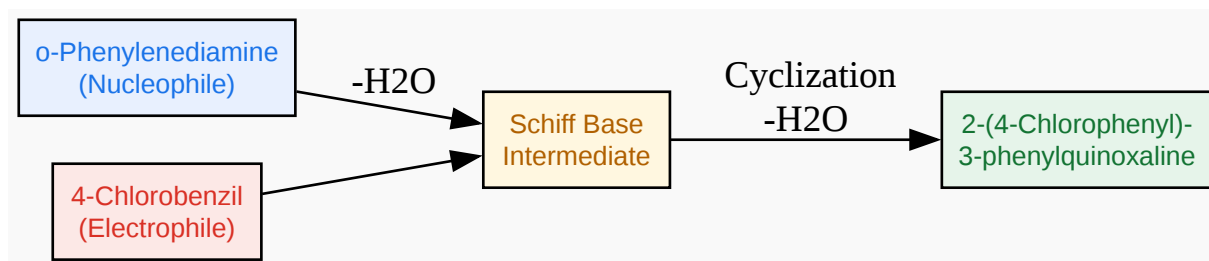 o-Phenylenediamine
(Nucleophile)
-H2O
4-Chlorobenzil
(Electrophile)
Schiff Base
Intermediate
Cyclization
-H2O
2-(4-Chlorophenyl)-
3-phenylquinoxaline